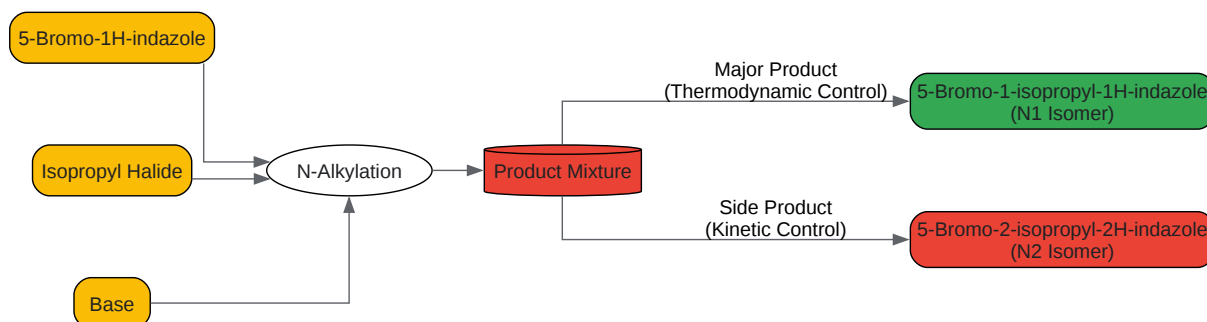 5-Bromo-1H-indazole
Isopropyl Halide
Base
N-Alkylation
Product Mixture
Major Product
(Thermodynamic Control)
Side Product
(Kinetic Control)
5-Bromo-1-isopropyl-1H-indazole
(N1 Isomer)
5-Bromo-2-isopropyl-2H-indazole
(N2 Isomer)